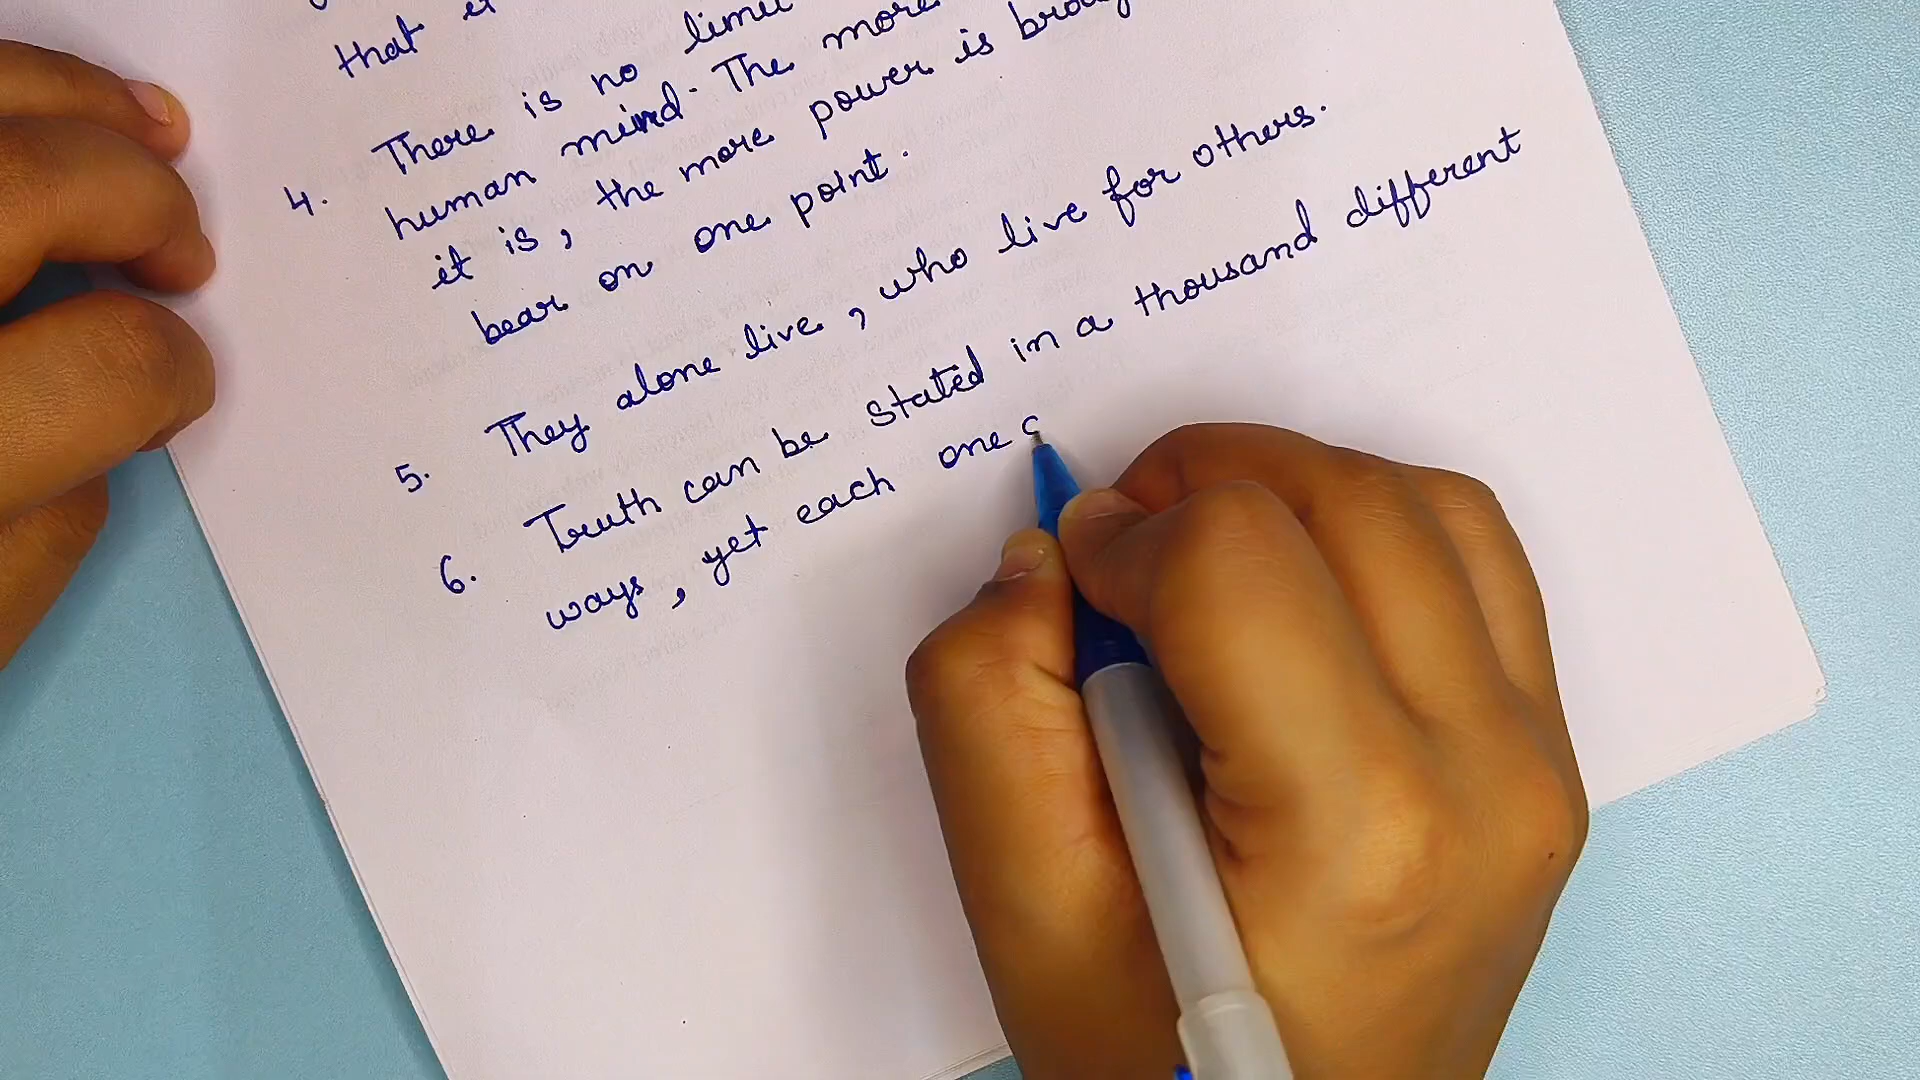 that it
There is no limit
4. human mind. The more
it is, the more power is
bear on one point.
5. They alone live, who live for others.
6. Truth can be stated in a thousand different
ways, yet each one